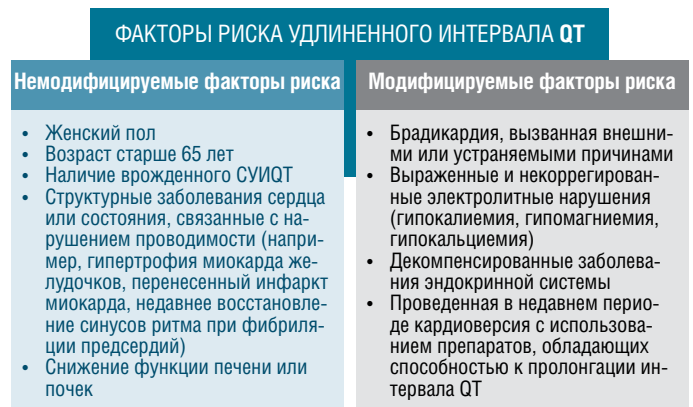 ФАКТОРЫ РИСКА УДЛИНЕННОГО ИНТЕРВАЛА QT
Немодифицируемые факторы риска
• Женский пол
• Возраст старше 65 лет
• Наличие врожденного СУИQT
• Структурные заболевания сердца
или состояния, связанные с на-
рушением проводимости (напри-
мер, гипертрофия миокарда же-
лудочков, перенесенный инфаркт
миокарда, недавнее восстановле-
ние синусов ритма при фибриля-
ции предсердий)
• Снижение функции печени или
почек
Модифицируемые факторы риска
• Брадикардия, вызванная внешни-
ми или устраняемыми причинами
• Выраженные и некоррегирован-
ные электролитные нарушения
(гипокалиемия, гипомагниемия,
гипокальциемия)
• Декомпенсированные заболева-
ния эндокринной системы
• Проведенная в недавнем перио-
де кардиоверсия с использова-
нием препаратов, обладающих
способностью к пролонгации ин-
тервала QT